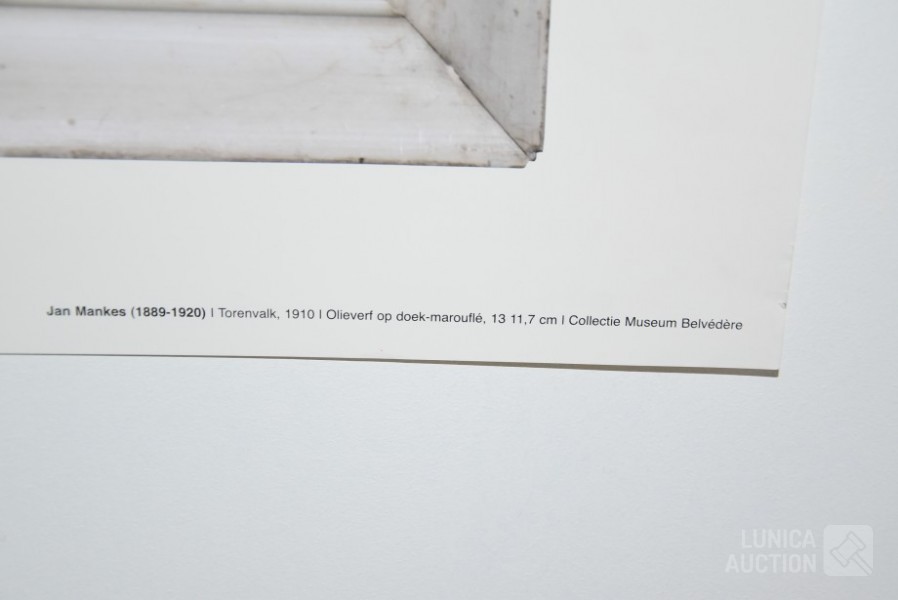 Jan Mankes (1889-1920) I Torenvalk, 1910 I Olieverf op doek-marouflé, 13 11,7 cm I Collectie Museum Belvédère
LUNICA
AUCTION